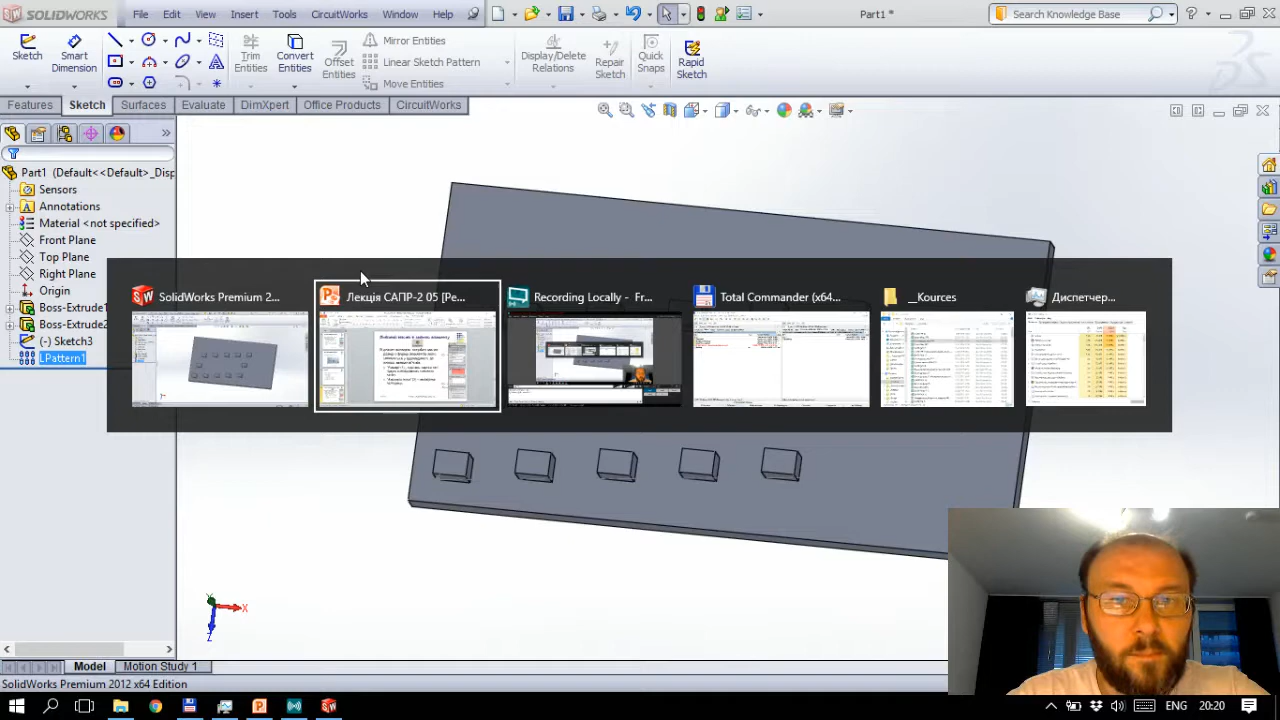 SOLIDWORKS
File Edit View Insert Tools CircuitWorks Window Help
Part1 *
Search Knowledge Base
Sketch
Smart Dimension
Trim Entities
Convert Entities
Offset Entities
Mirror Entities
Linear Sketch Pattern
Move Entities
Display/Delete Relations
Repair Sketch
Quick Snaps
Rapid Sketch
Features Sketch Surfaces Evaluate DimXpert Office Products CircuitWorks
Part1 (Default<<Default>_Disp
Sensors
Annotations
Material <not specified>
Front Plane
Top Plane
Right Plane
Origin
Boss-Extrude1
Boss-Extrude2
(-) Sketch3
LPattern1
SolidWorks Premium 2...
Лекція САПР-2 05 [Ре...
Recording Locally - Fr...
Total Commander (x64...
__Kources
Диспетчер...
X
Y
Z
Model Motion Study 1
SolidWorks Premium 2012 x64 Edition
ENG 20:20